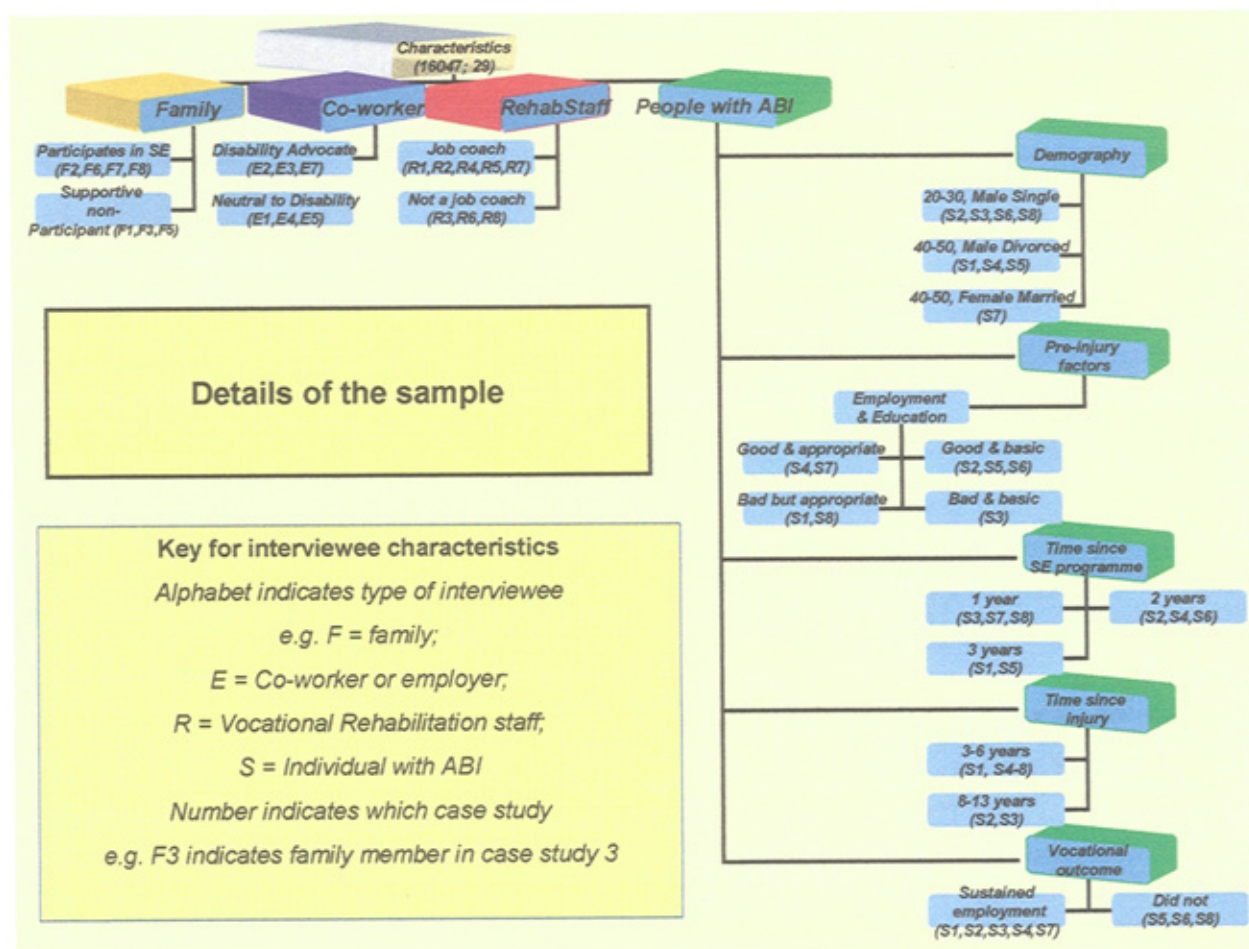 Characteristics
(16047; 29)
Family
Co-worker
RehabStaff
People with ABI
Participates in SE
(F2,F6,F7,F8)
Supportive
non-
Participant (F1,F3,F5)
Disability Advocate
(E2,E3,E7)
Neutral to Disability
(E1,E4,E5)
Job coach
(R1,R2,R4,R5,R7)
Not a job coach
(R3,R6,R8)
Demography
20-30, Male Single
(S2,S3,S6,S8)
40-50, Male Divorced
(S1,S4,S5)
40-50, Female Married
(S7)
Pre-injury
factors
Employment
& Education
Good & appropriate
(S4,S7)
Good & basic
(S2,S5,S6)
Bad but appropriate
(S1,S8)
Bad & basic
(S3)
Time since
SE programme
1 year
(S3,S7,S8)
2 years
(S2,S4,S6)
3 years
(S1,S5)
Time since
injury
3-6 years
(S1, S4-8)
8-13 years
(S2,S3)
Vocational
outcome
Sustained
employment
(S1,S2,S3,S4,S7)
Did not
(S5,S6,S8)
Details of the sample
Key for interviewee characteristics
Alphabet indicates type of interviewee
e.g. F = family;
E = Co-worker or employer;
R = Vocational Rehabilitation staff;
S = Individual with ABI
Number indicates which case study
e.g. F3 indicates family member in case study 3